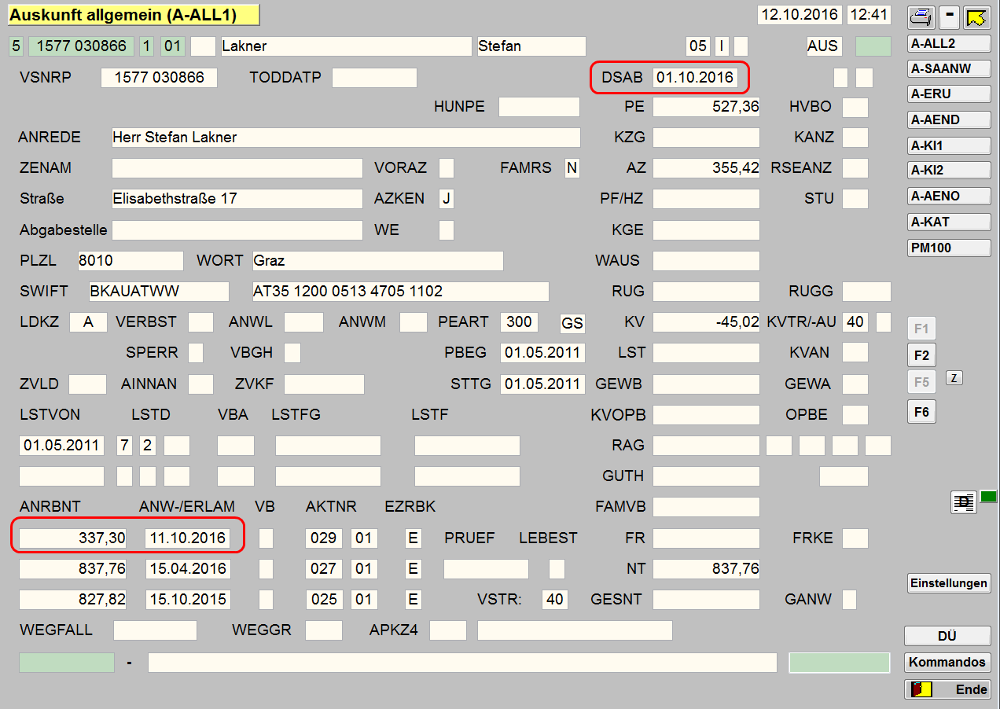 Auskunft allgemein (A-ALL1) 12.10.2016 12:41 -
5 1577 030866 1 01 Lakner Stefan 05 I AUS A-ALL2
VSNRP 1577 030866 TODDATP DSAB 01.10.2016 A-SAANW
HUNPE PE 527,36 HVBO A-ERU
ANREDE Herr Stefan Lakner KZG KANZ A-AEND
A-KI1
ZENAM VORAZ FAMRS N AZ 355,42 RSEANZ A-KI2
Straße Elisabethstraße 17 AZKEN J PF/HZ STU A-AENO
Abgabestelle WE KGE A-KAT
PLZL 8010 WORT Graz WAUS PM100
SWIFT BKAUATWW AT35 1200 0513 4705 1102 RUG RUGG
LDKZ A VERBST ANWL ANWM PEART 300 GS KV -45,02 KVTR/-AU 40 F1
SPERR VBGH PBEG 01.05.2011 LST KVAN F2
ZVLD AINNAN ZVKF STTG 01.05.2011 GEWB GEWA F5 Z
LSTVON LSTD VBA LSTFG LSTF KVOPB OPBE F6
01.05.2011 7 2 RAG
GUTH
ANRBNT ANW-/ERLAM VB AKTNR EZRBK FAMVB D
337,30 11.10.2016 029 01 E PRUEF LEBEST FR FRKE
837,76 15.04.2016 027 01 E NT 837,76
827,82 15.10.2015 025 01 E VSTR: 40 GESNT GANW Einstellungen
WEGFALL WEGGR APKZ4 DÜ
- Kommandos
Ende